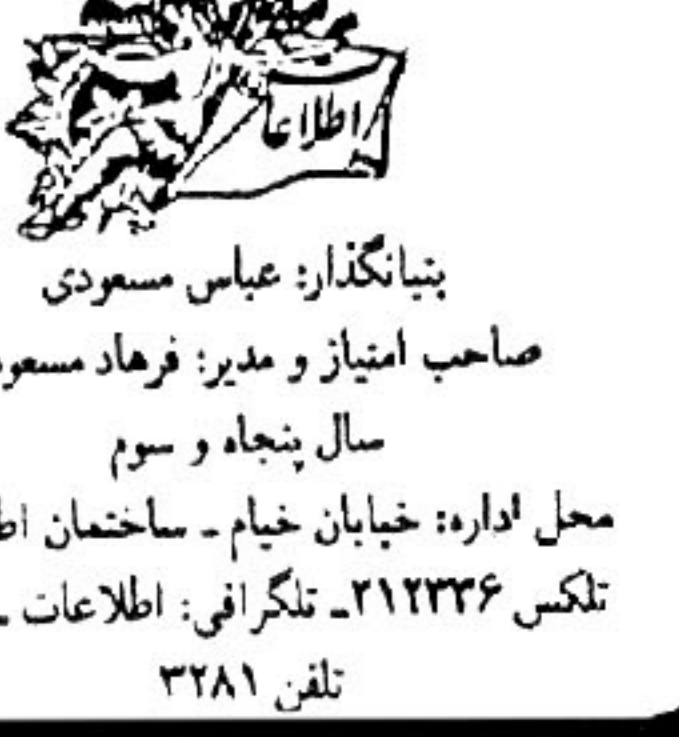 اطلاعا
بنیانگذار: عباس مسعودی
صاحب امتیاز و مدیر: فرهاد مسعو
سال پنجاه و سوم
محل اداره: خیابان خیام ـ ساختمان اط
تلکس ۲۱۲۳۳۶ـ تلگرافی: اطلاعات ـ
تلفن ۳۲۸۱